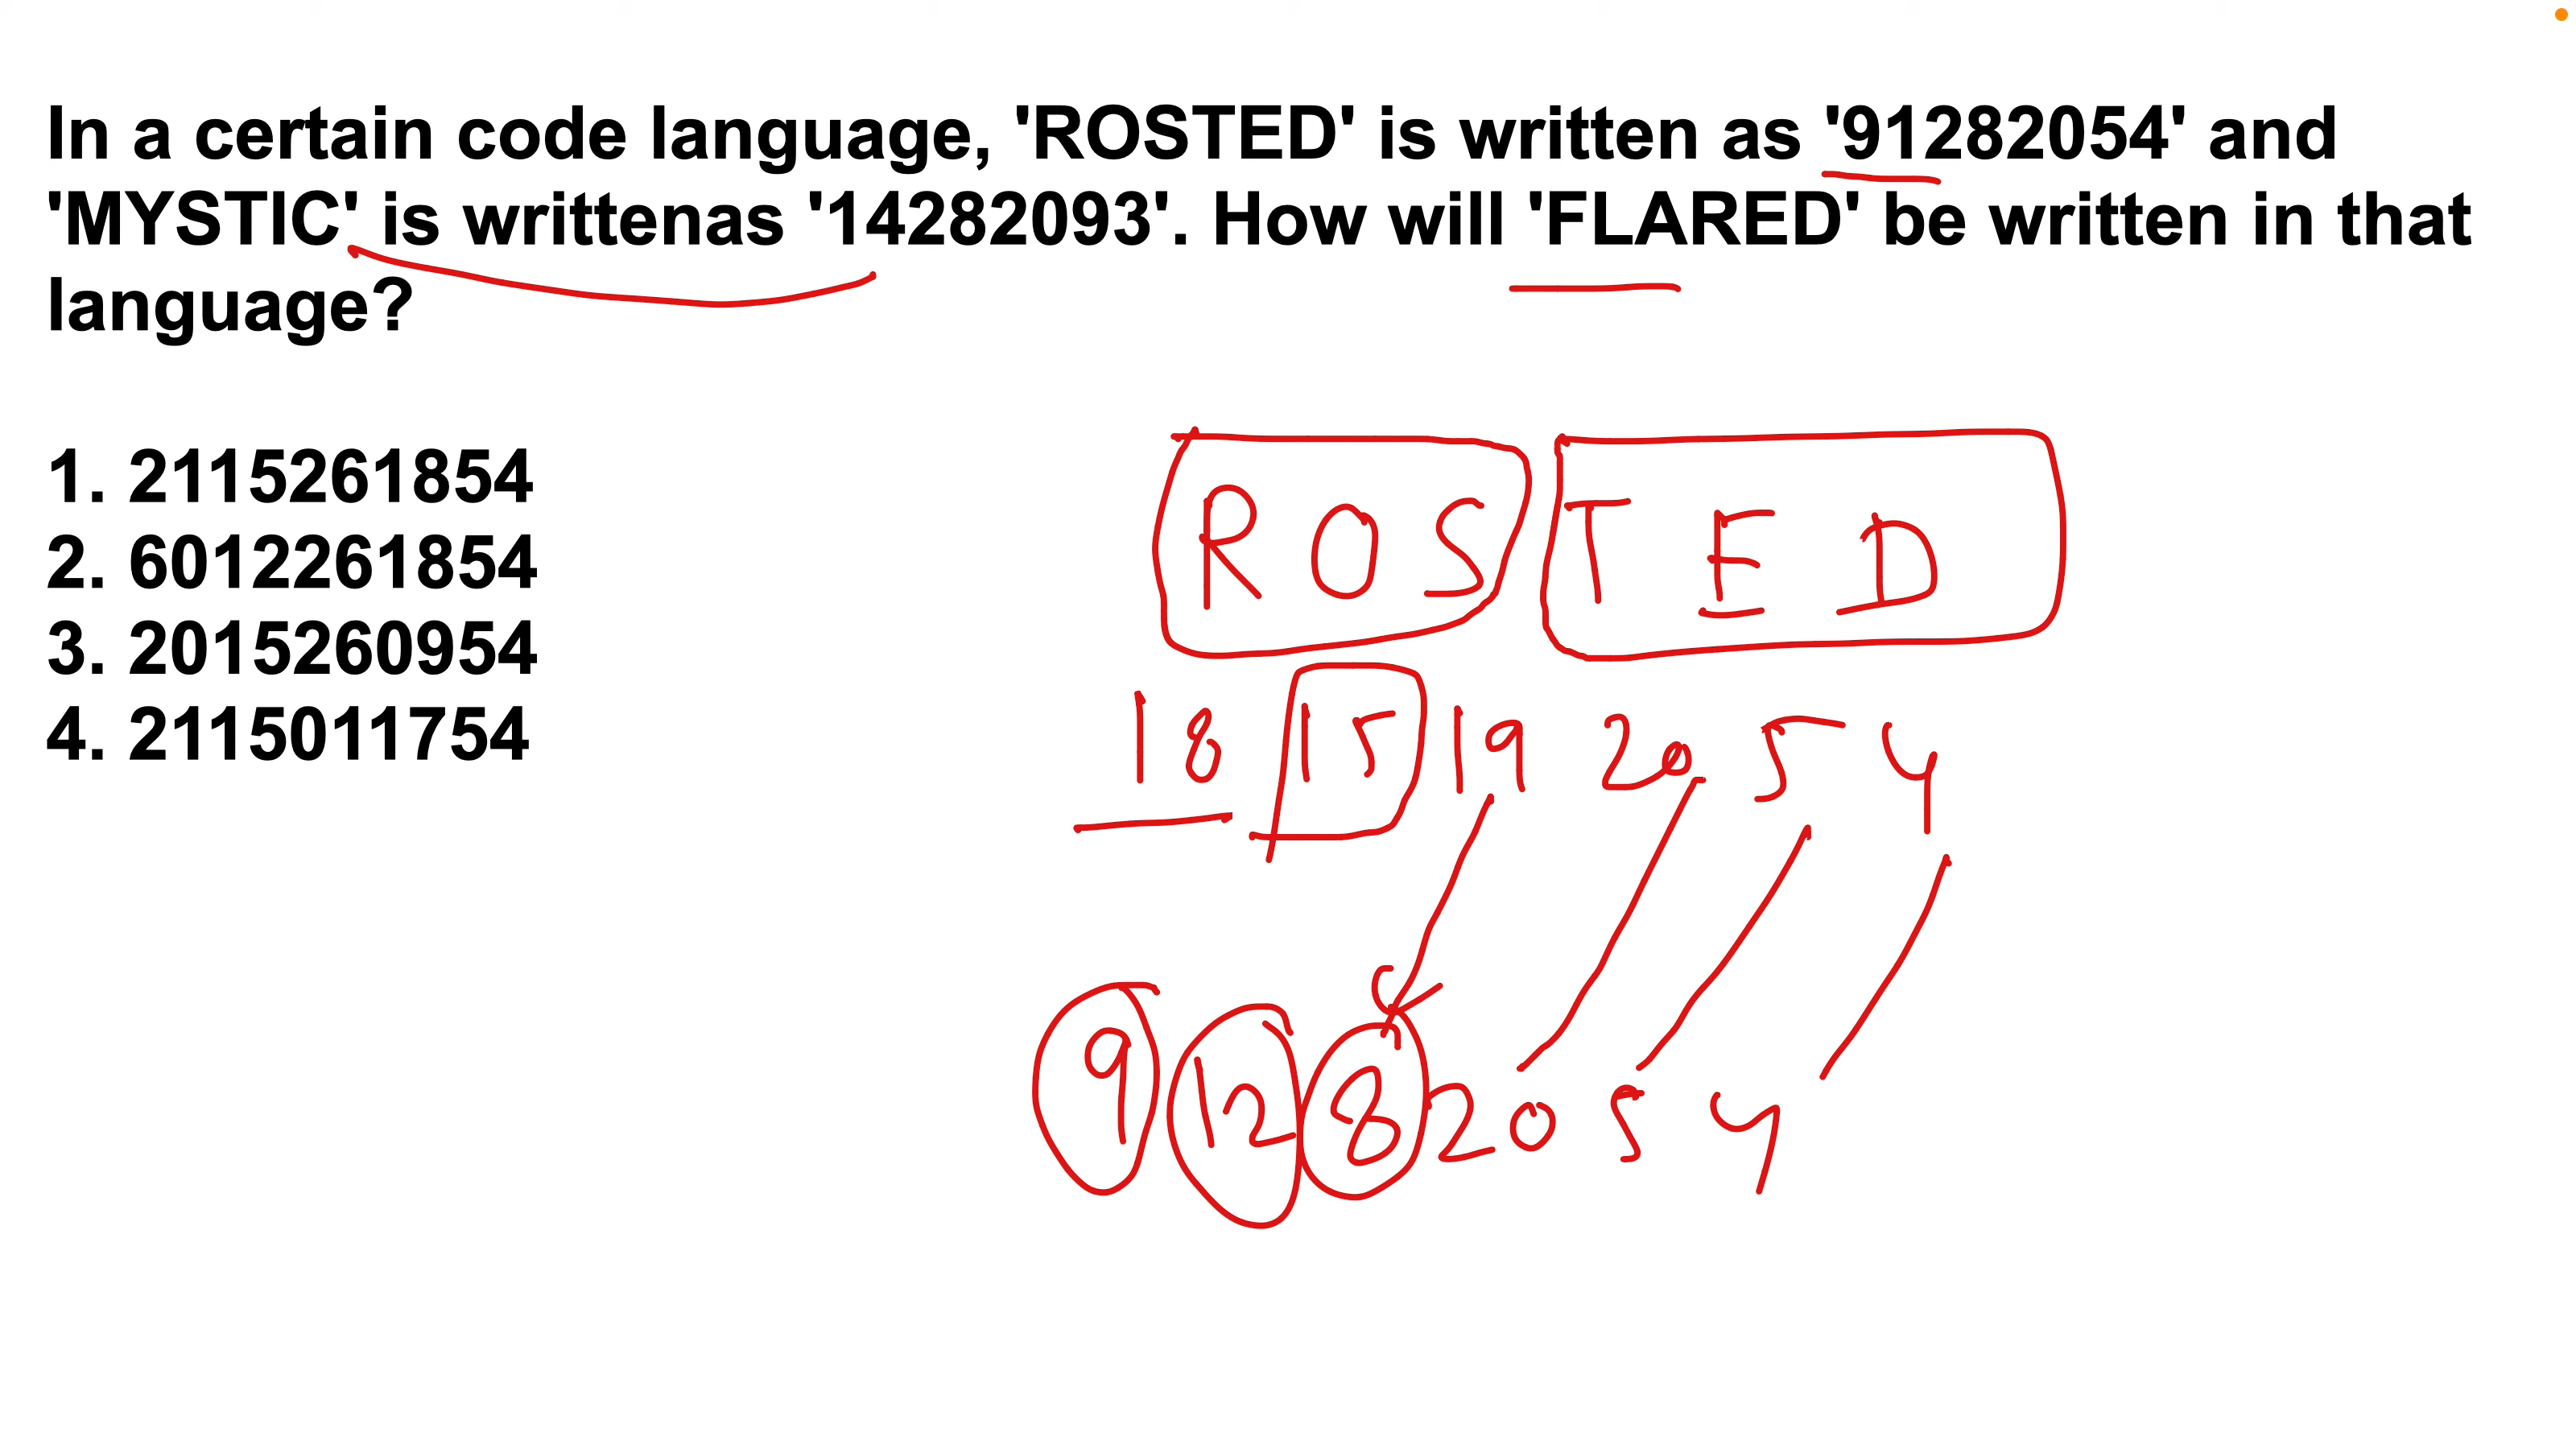 In a certain code language, 'ROSTED' is written as '91282054' and
'MYSTIC' is writtenas '14282093'. How will 'FLARED' be written in that
language?
1. 2115261854
2. 6012261854
3. 2015260954
4. 2115011754
R O S T E D
18 15 19 20 5 4
9 12 8 20 5 4